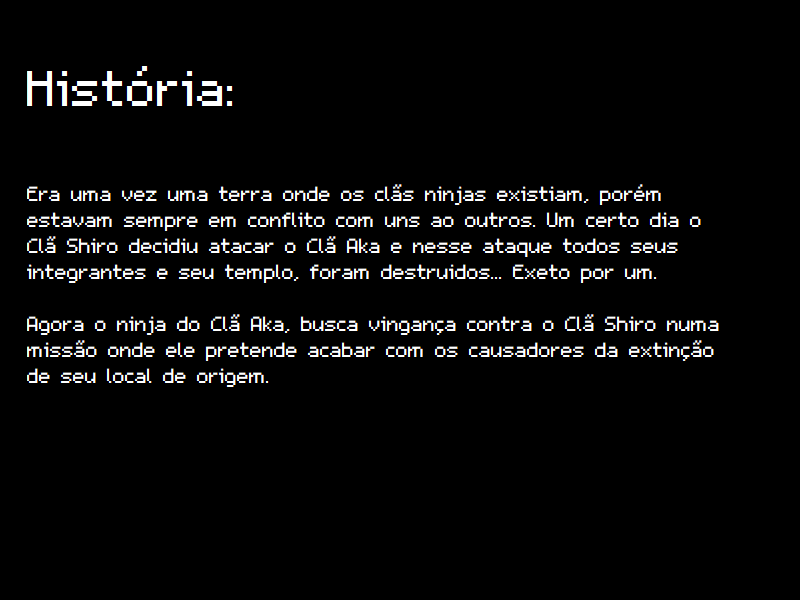 História:
Era uma vez uma terra onde os clãs ninjas existiam, porém
estavam sempre em conflito com uns ao outros. Um certo dia o
Clã Shiro decidiu atacar o Clã Aka e nesse ataque todos seus
integrantes e seu templo, foram destruidos... Exeto por um.
Agora o ninja do Clã Aka, busca vingança contra o Clã Shiro numa
missão onde ele pretende acabar com os causadores da extinção
de seu local de origem.